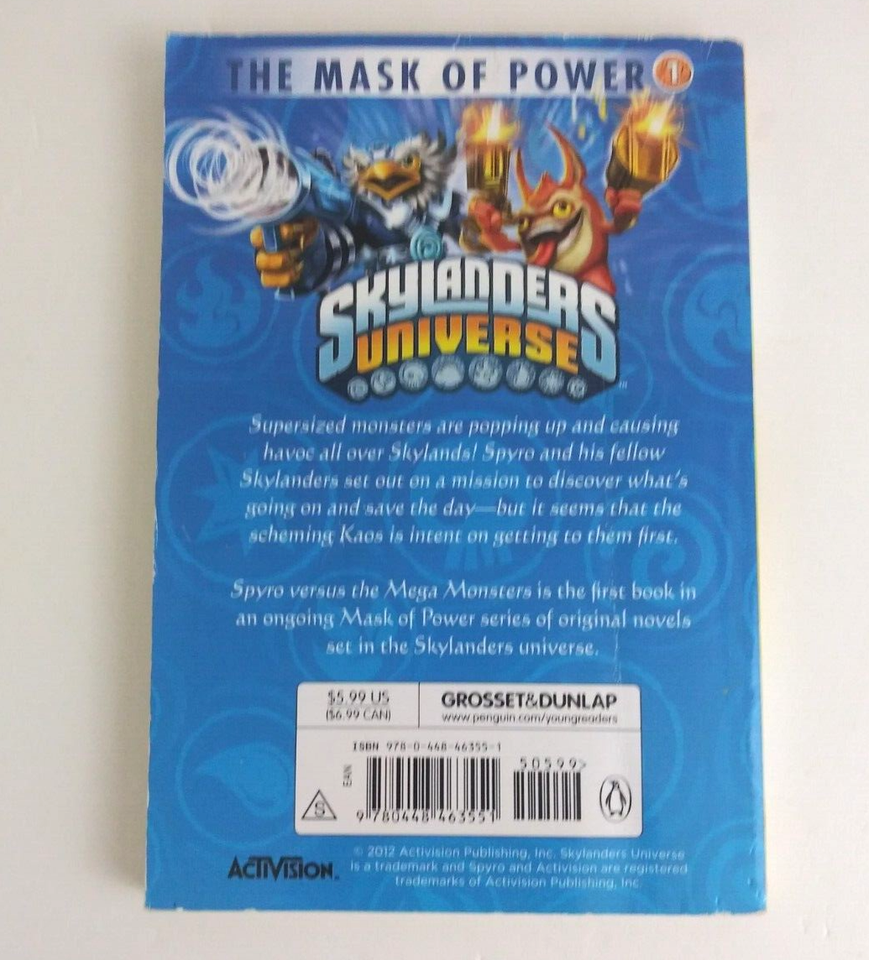 THE MASK OF POWER 1
SKYLANDERS
UNIVERSE
TM
Supersized monsters are popping up and causing
havoc all over Skylands! Spyro and his fellow
Skylanders set out on a mission to discover what's
going on and save the day—but it seems that the
scheming Kaos is intent on getting to them first.
Spyro versus the Mega Monsters is the first book in
an ongoing Mask of Power series of original novels
set in the Skylanders universe.
$5.99 US
($6.99 CAN)
GROSSET&DUNLAP
www.penguin.com/youngreaders
ISBN 978-0-448-46355-1
50599>
EAN
S
9 780448 463551
ACTIVISION
© 2012 Activision Publishing, Inc. Skylanders Universe
is a trademark and Spyro and Activision are registered
trademarks of Activision Publishing, Inc.